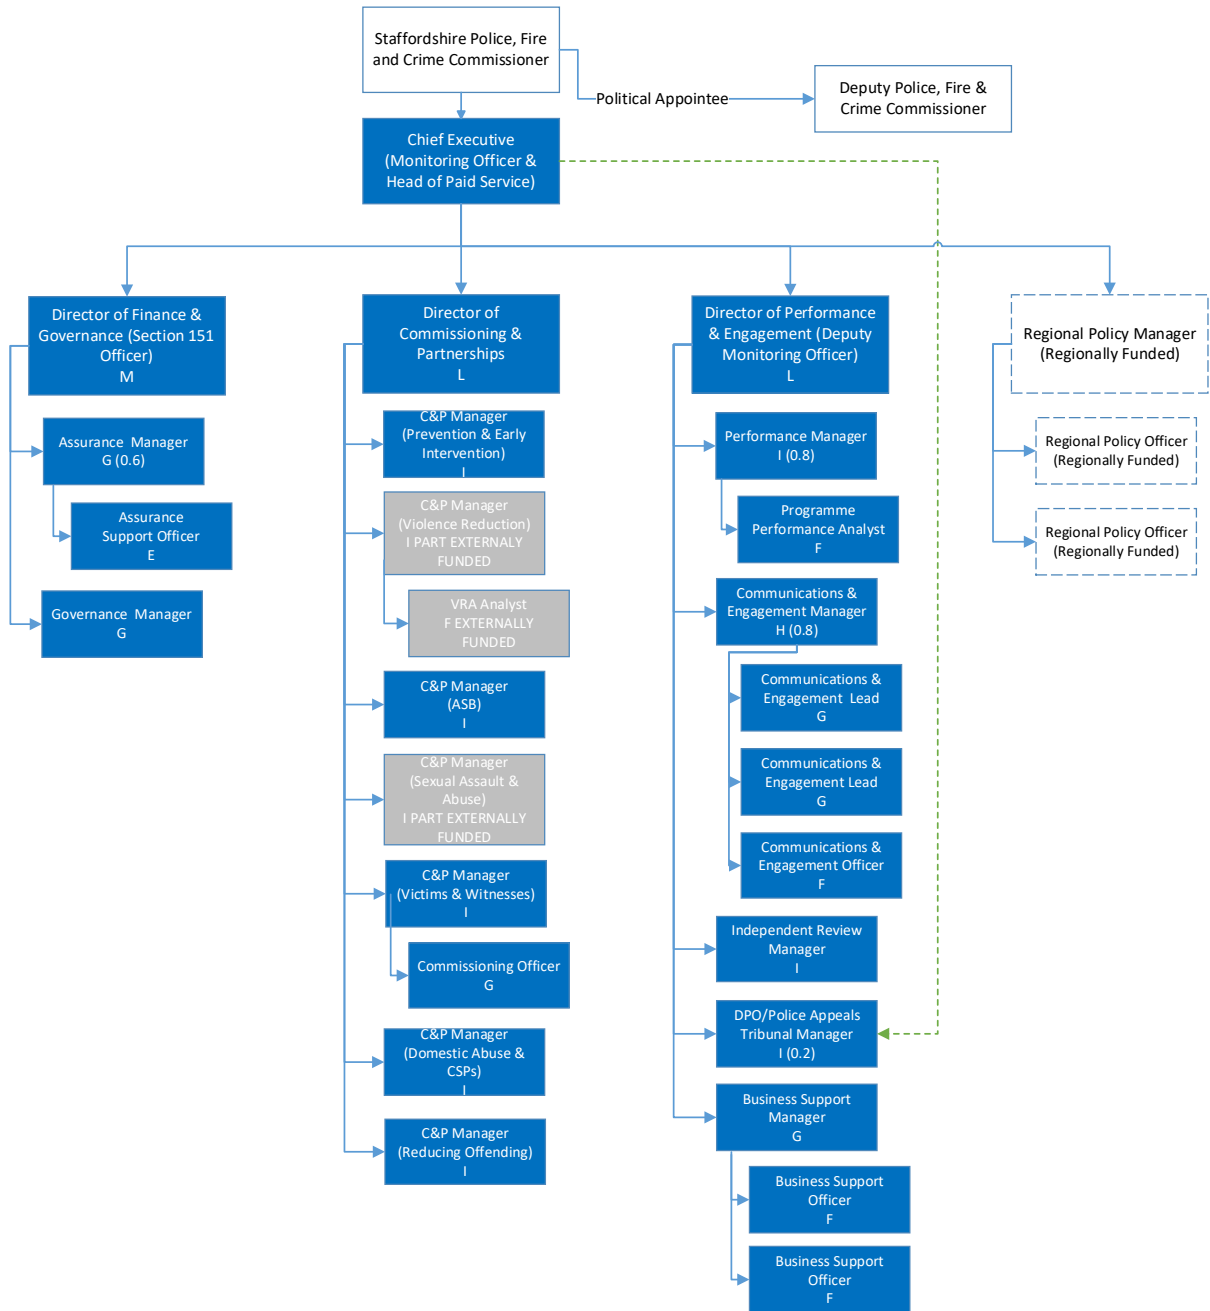 Staffordshire Police, Fire
and Crime Commissioner
Political Appointee
Deputy Police, Fire &
Crime Commissioner
Chief Executive
(Monitoring Officer &
Head of Paid Service)
Director of Finance &
Governance (Section 151
Officer)
M
Assurance Manager
G (0.6)
Assurance
Support Officer
E
Governance Manager
G
Director of
Commissioning &
Partnerships
L
C&P Manager
(Prevention & Early
Intervention)
I
C&P Manager
(Violence Reduction)
I PART EXTERNALY
FUNDED
VRA Analyst
F EXTERNALLY
FUNDED
C&P Manager
(ASB)
I
C&P Manager
(Sexual Assault &
Abuse)
I PART EXTERNALLY
FUNDED
C&P Manager
(Victims & Witnesses)
I
Commissioning Officer
G
C&P Manager
(Domestic Abuse &
CSPs)
I
C&P Manager
(Reducing Offending)
I
Director of Performance
& Engagement (Deputy
Monitoring Officer)
L
Performance Manager
I (0.8)
Programme
Performance Analyst
F
Communications &
Engagement Manager
H (0.8)
Communications &
Engagement Lead
G
Communications &
Engagement Lead
G
Communications &
Engagement Officer
F
Independent Review
Manager
I
DPO/Police Appeals
Tribunal Manager
I (0.2)
Business Support
Manager
G
Business Support
Officer
F
Business Support
Officer
F
Regional Policy Manager
(Regionally Funded)
Regional Policy Officer
(Regionally Funded)
Regional Policy Officer
(Regionally Funded)